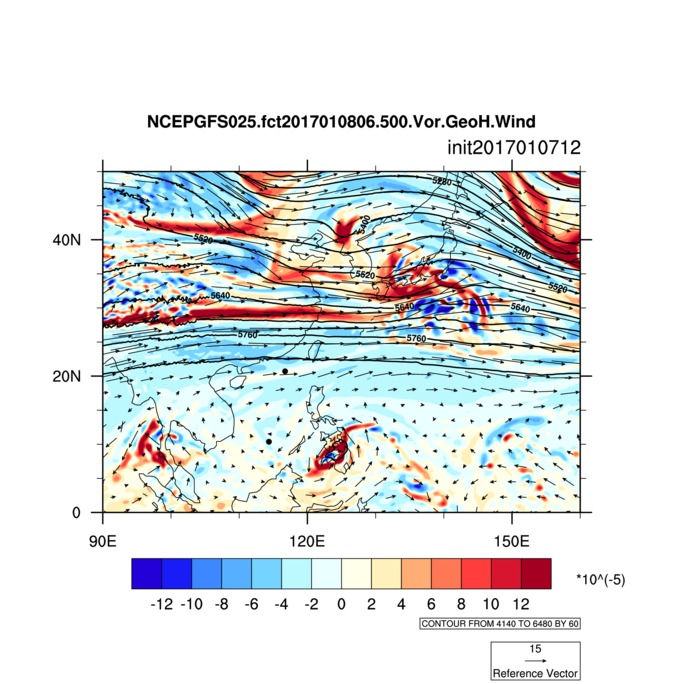 NCEPGFS025.fct2017010806.500.Vor.GeoH.Wind
init2017010712
5280
5400
40N
5520
5400
5520
5520
5640
5640
5640
5760
5760
20N
0
90E 120E 150E
-12 -10 -8 -6 -4 -2 0 2 4 6 8 10 12
*10^(-5)
CONTOUR FROM 4140 TO 6480 BY 60
15
Reference Vector